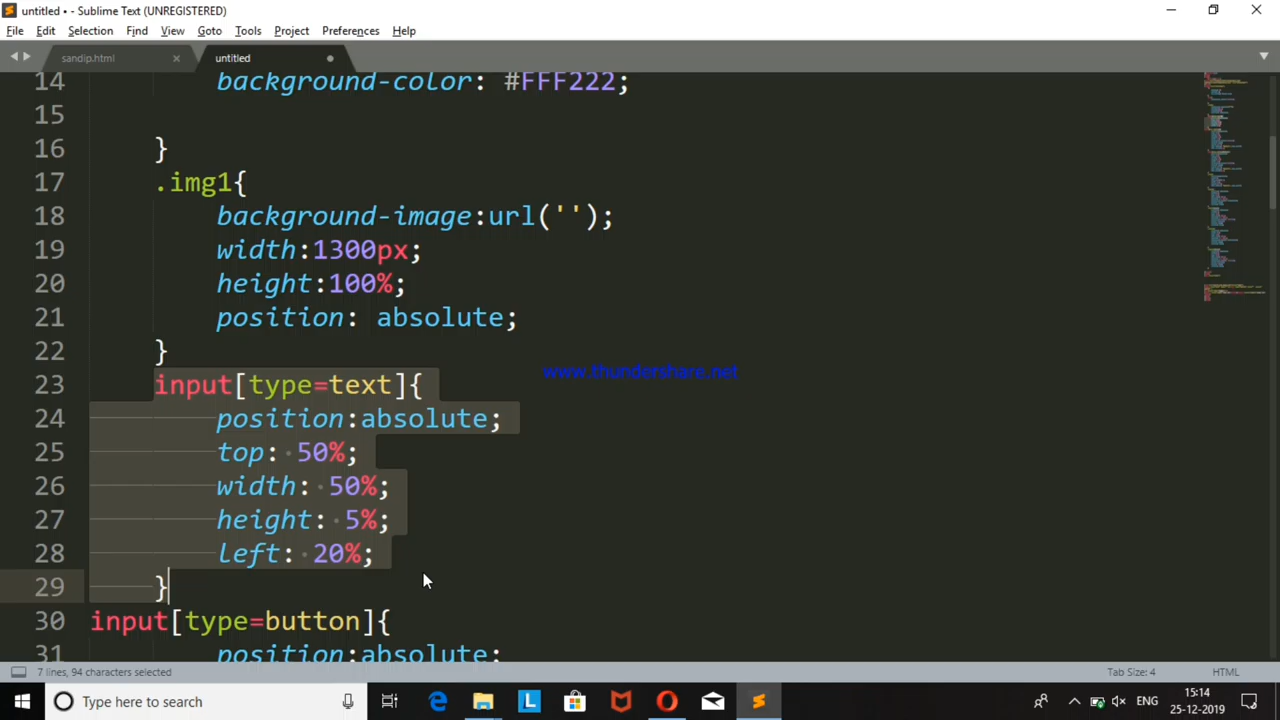 untitled • - Sublime Text (UNREGISTERED)
File Edit Selection Find View Goto Tools Project Preferences Help
sandip.html untitled
14 background-color: #FFF222;
15
16 }
17 .img1{
18 background-image:url('');
19 width:1300px;
20 height:100%;
21 position: absolute;
22 }
www.thundershare.net
23 input[type=text]{
24 position:absolute;
25 top: 50%;
26 width: 50%;
27 height: 5%;
28 left: 20%;
29 }
30 input[type=button]{
31 position:absolute;
7 lines, 94 characters selected Tab Size: 4 HTML
Type here to search
ENG
15:14
25-12-2019